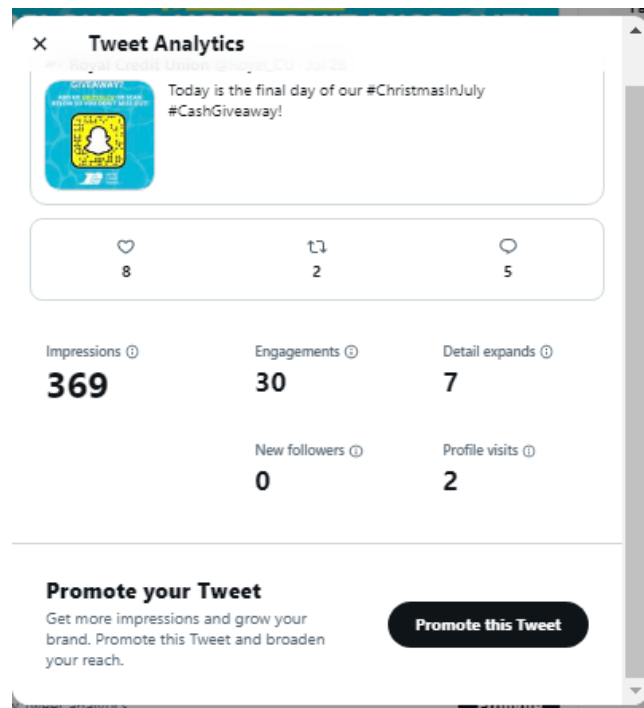 Tweet Analytics
Royal Credit Union @Royal_CU · Jul 26
GIVEAWAY!
Today is the final day of our #ChristmasInJuly
#CashGiveaway!
8
2
5
Impressions
Engagements
Detail expands
369
30
7
New followers
Profile visits
0
2
Promote your Tweet
Get more impressions and grow your
brand. Promote this Tweet and broaden
your reach.
Promote this Tweet